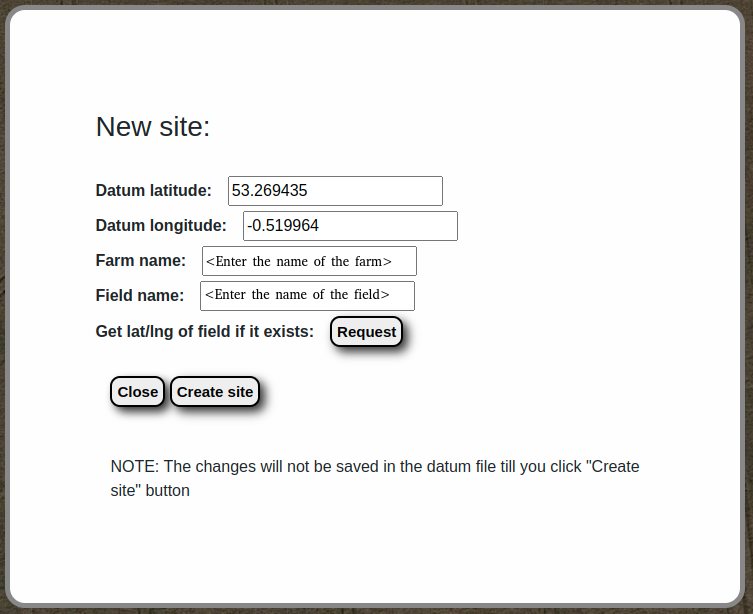 New site:
Datum latitude: 53.269435
Datum longitude: -0.519964
Farm name: <Enter the name of the farm>
Field name: <Enter the name of the field>
Get lat/lng of field if it exists: Request
Close Create site
NOTE: The changes will not be saved in the datum file till you click "Create
site" button